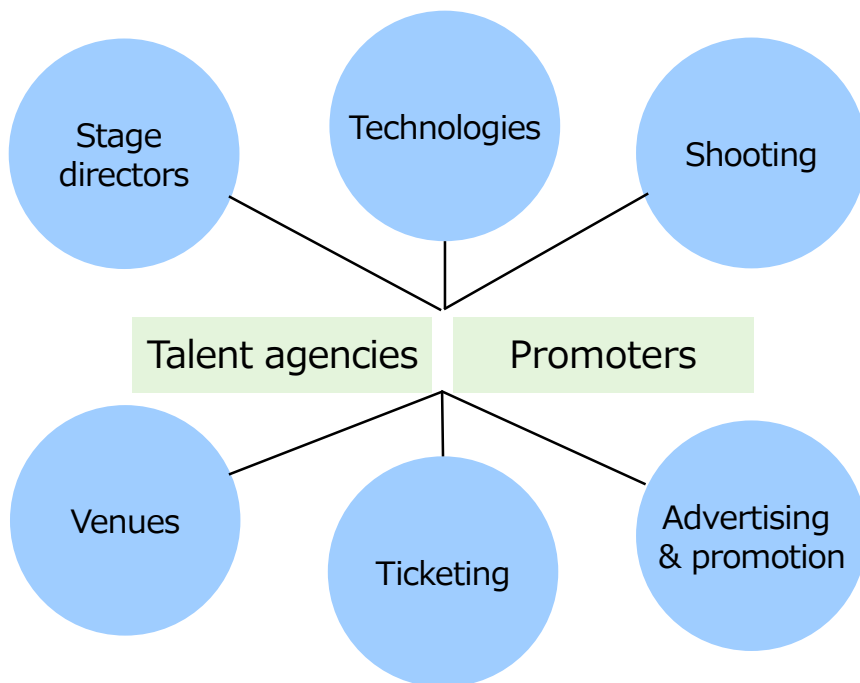 Stage
directors
Technologies
Shooting
Talent agencies
Promoters
Venues
Ticketing
Advertising
& promotion